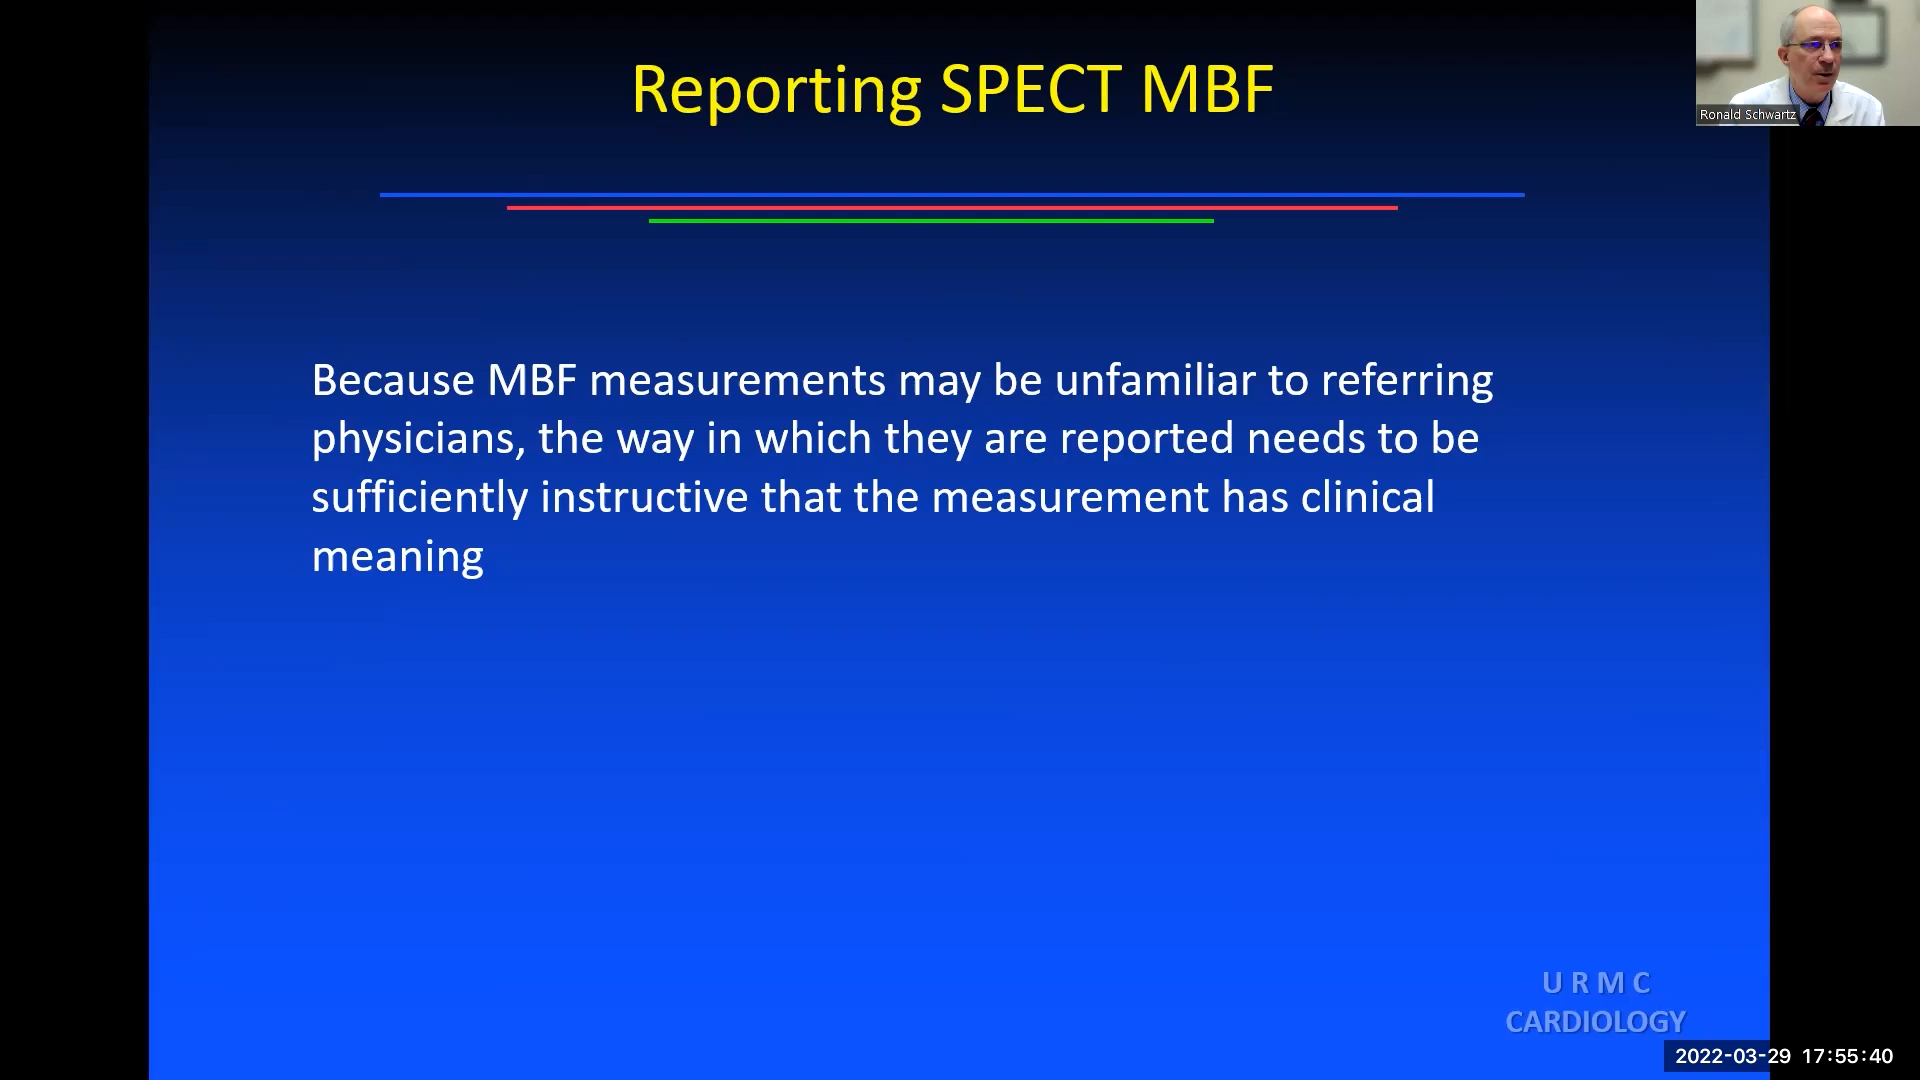 Reporting SPECT MBF
Ronald Schwartz
Because MBF measurements may be unfamiliar to referring
physicians, the way in which they are reported needs to be
sufficiently instructive that the measurement has clinical
meaning
U R M C
CARDIOLOGY
2022-03-29 17:55:40